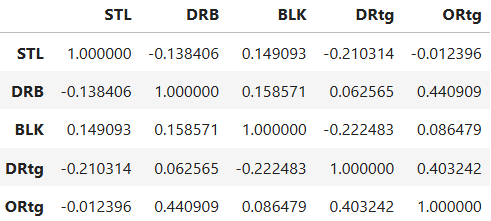 STL DRB BLK DRtg ORtg
STL 1.000000 -0.138406 0.149093 -0.210314 -0.012396
DRB -0.138406 1.000000 0.158571 0.062565 0.440909
BLK 0.149093 0.158571 1.000000 -0.222483 0.086479
DRtg -0.210314 0.062565 -0.222483 1.000000 0.403242
ORtg -0.012396 0.440909 0.086479 0.403242 1.000000